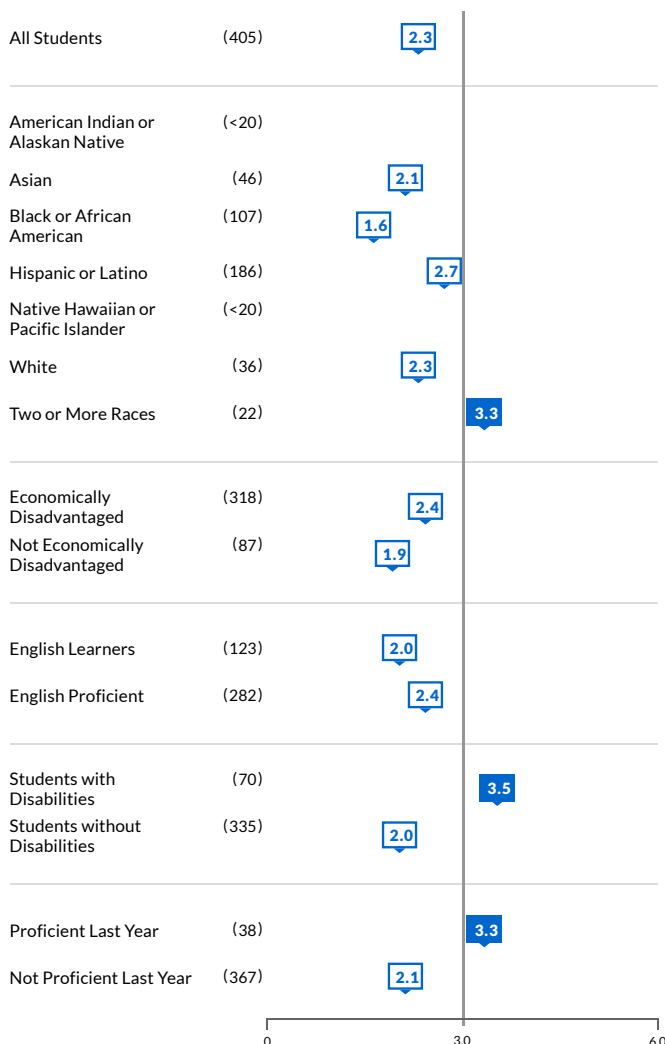 All Students (405) 2.3
American Indian or (<20)
Alaskan Native
Asian (46) 2.1
Black or African (107) 1.6
American
Hispanic or Latino (186) 2.7
Native Hawaiian or (<20)
Pacific Islander
White (36) 2.3
Two or More Races (22) 3.3
Economically (318) 2.4
Disadvantaged
Not Economically (87) 1.9
Disadvantaged
English Learners (123) 2.0
English Proficient (282) 2.4
Students with (70) 3.5
Disabilities
Students without (335) 2.0
Disabilities
Proficient Last Year (38) 3.3
Not Proficient Last Year (367) 2.1
0 3.0 6.0